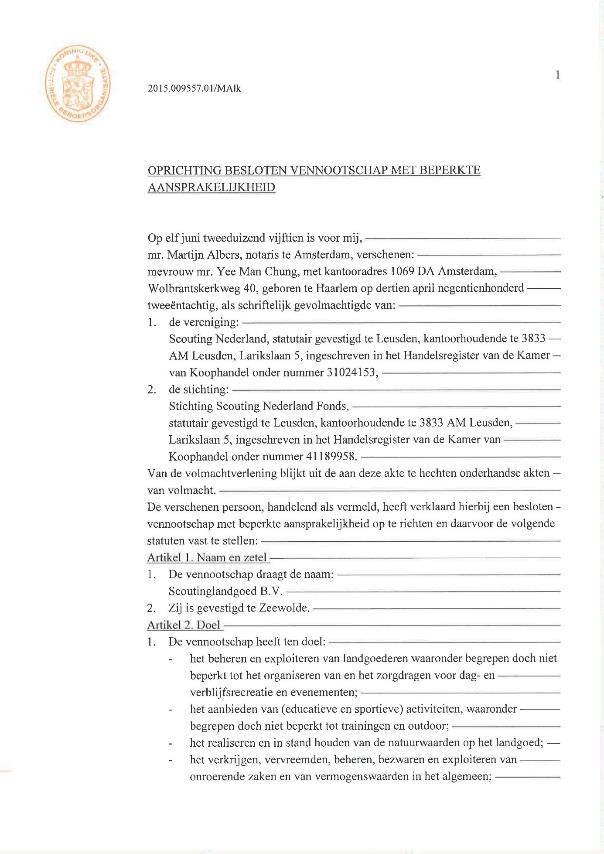 1
KONINKLIJKE NOTARIËLE BEROEPSORGANISATIE
2015.009557.01/MAlk
OPRICHTING BESLOTEN VENNOOTSCHAP MET BEPERKTE
AANSPRAKELIJKHEID
Op elf juni tweeduizend vijftien is voor mij,
mr. Martijn Albers, notaris te Amsterdam, verschenen:
mevrouw mr. Yee Man Chung, met kantooradres 1069 DA Amsterdam,
Wolbrantskerkweg 40, geboren te Haarlem op dertien april negentienhonderd
tweeëntachtig, als schriftelijk gevolmachtigde van:
1. de vereniging:
Scouting Nederland, statutair gevestigd te Leusden, kantoorhoudende te 3833
AM Leusden, Larikslaan 5, ingeschreven in het Handelsregister van de Kamer
van Koophandel onder nummer 31024153,
2. de stichting:
Stichting Scouting Nederland Fonds,
statutair gevestigd te Leusden, kantoorhoudende te 3833 AM Leusden,
Larikslaan 5, ingeschreven in het Handelsregister van de Kamer van
Koophandel onder nummer 41189958.
Van de volmachtverlening blijkt uit de aan deze akte te hechten onderhandse akten
van volmacht.
De verschenen persoon, handelend als vermeld, heeft verklaard hierbij een besloten
vennootschap met beperkte aansprakelijkheid op te richten en daarvoor de volgende
statuten vast te stellen:
Artikel 1. Naam en zetel
1. De vennootschap draagt de naam:
Scoutinglandgoed B.V.
2. Zij is gevestigd te Zeewolde.
Artikel 2. Doel
1. De vennootschap heeft ten doel:
- het beheren en exploiteren van landgoederen waaronder begrepen doch niet
beperkt tot het organiseren van en het zorgdragen voor dag- en
verblijfsrecreatie en evenementen;
- het aanbieden van (educatieve en sportieve) activiteiten, waaronder
begrepen doch niet beperkt tot trainingen en outdoor;
- het realiseren en in stand houden van de natuurwaarden op het landgoed;
- het verkrijgen, vervreemden, beheren, bezwaren en exploiteren van
onroerende zaken en van vermogenswaarden in het algemeen;